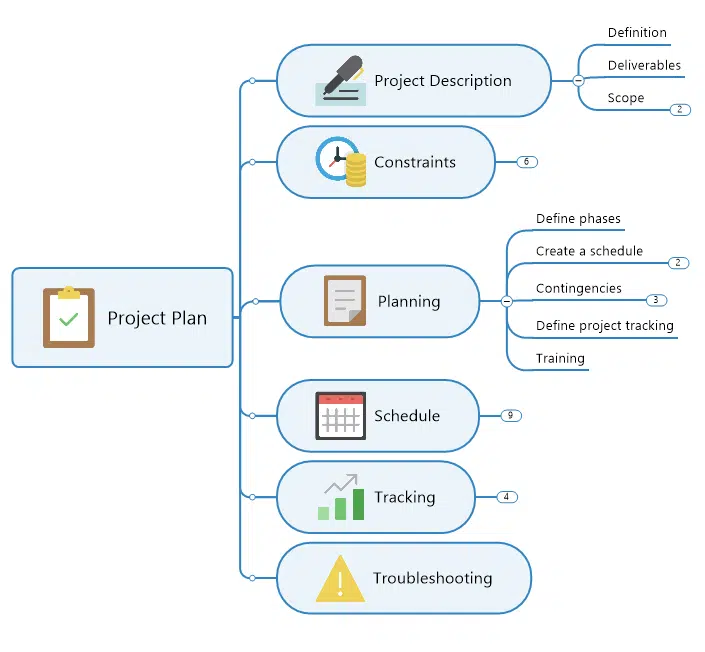 Project Plan
Project Description
Definition
Deliverables
Scope
2
Constraints
6
Planning
Define phases
Create a schedule
2
Contingencies
3
Define project tracking
Training
Schedule
9
Tracking
4
Troubleshooting